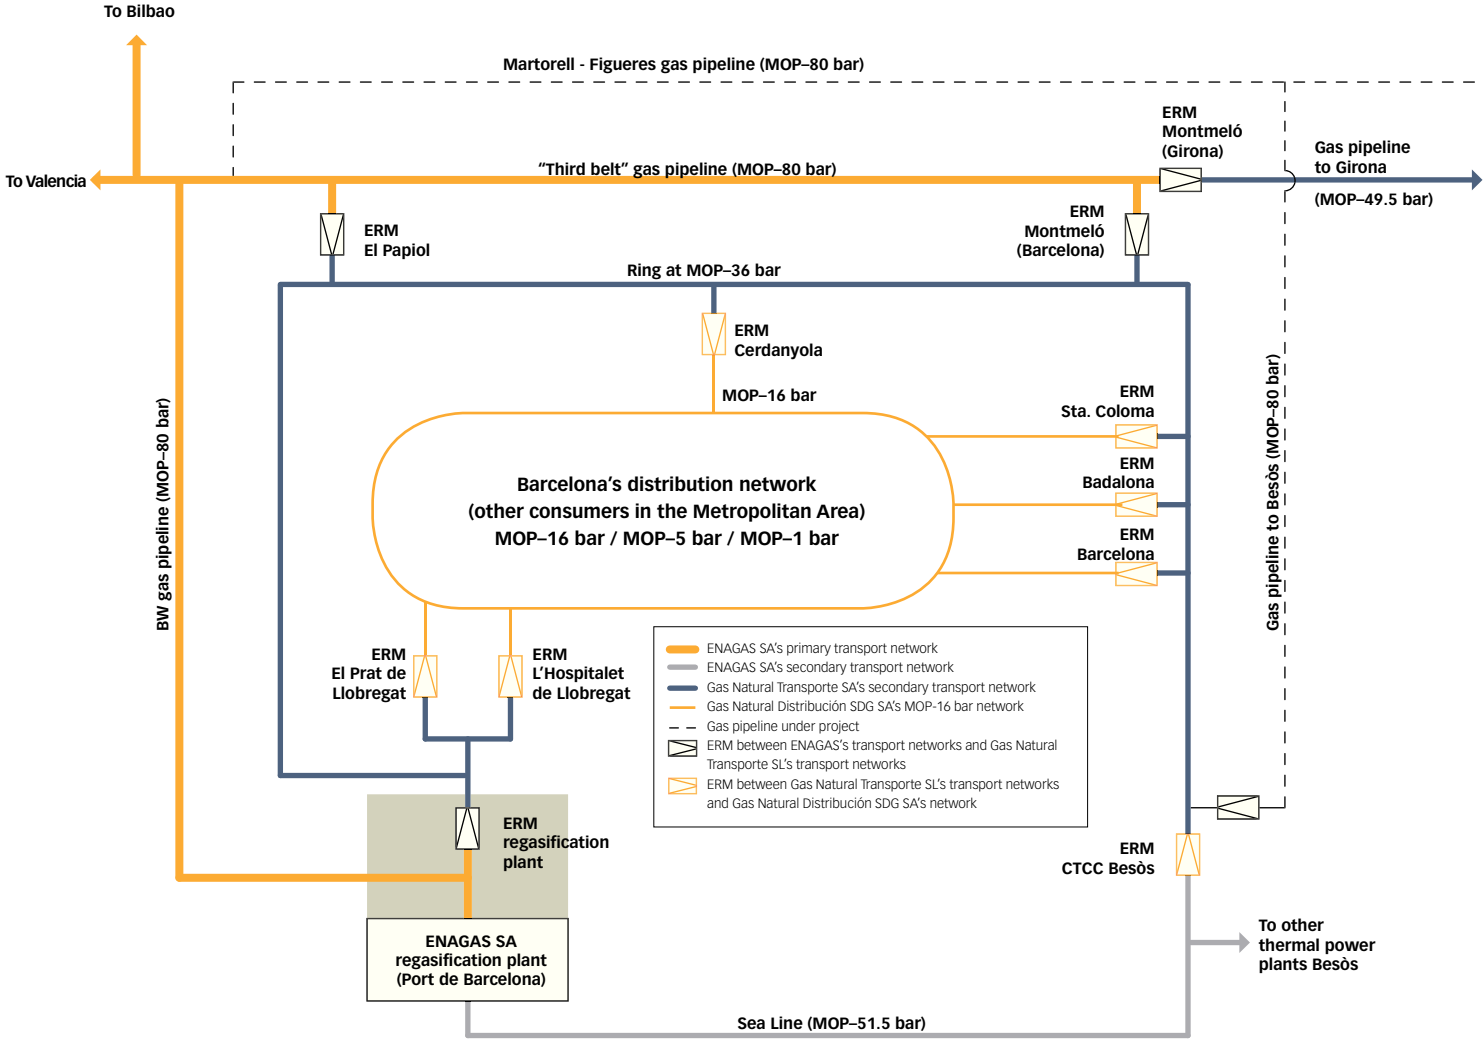 To Bilbao
Martorell - Figueres gas pipeline (MOP–80 bar)
ERM
Montmeló
(Girona)
Gas pipeline
to Girona
(MOP–49.5 bar)
To Valencia
“Third belt” gas pipeline (MOP–80 bar)
ERM
El Papiol
ERM
Montmeló
(Barcelona)
Ring at MOP–36 bar
ERM
Cerdanyola
MOP–16 bar
ERM
Sta. Coloma
ERM
Badalona
ERM
Barcelona
BW gas pipeline (MOP–80 bar)
Gas pipeline to Besòs (MOP–80 bar)
Barcelona’s distribution network
(other consumers in the Metropolitan Area)
MOP–16 bar / MOP–5 bar / MOP–1 bar
ERM
El Prat de
Llobregat
ERM
L’Hospitalet
de Llobregat
ENAGAS SA’s primary transport network
ENAGAS SA’s secondary transport network
Gas Natural Transporte SA’s secondary transport network
Gas Natural Distribución SDG SA’s MOP-16 bar network
Gas pipeline under project
ERM between ENAGAS’s transport networks and Gas Natural
Transporte SL’s transport networks
ERM between Gas Natural Transporte SL’s transport networks
and Gas Natural Distribución SDG SA’s network
ERM
regasification
plant
ERM
CTCC Besòs
ENAGAS SA
regasification plant
(Port de Barcelona)
To other
thermal power
plants Besòs
Sea Line (MOP–51.5 bar)